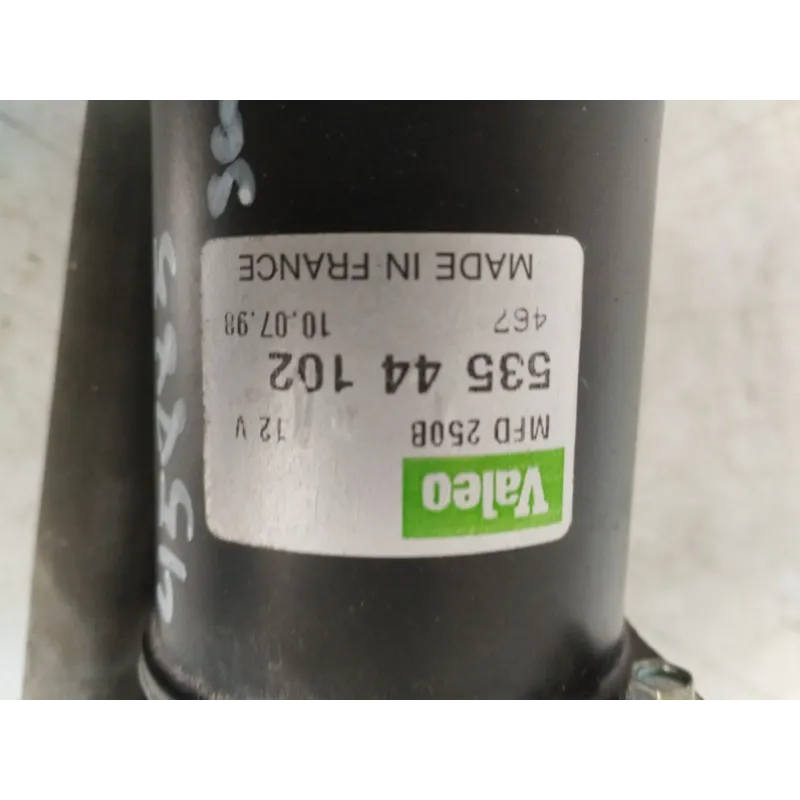 Valeo
MFD 250B 12 V
535 44 102
467 10.07.98
MADE IN FRANCE